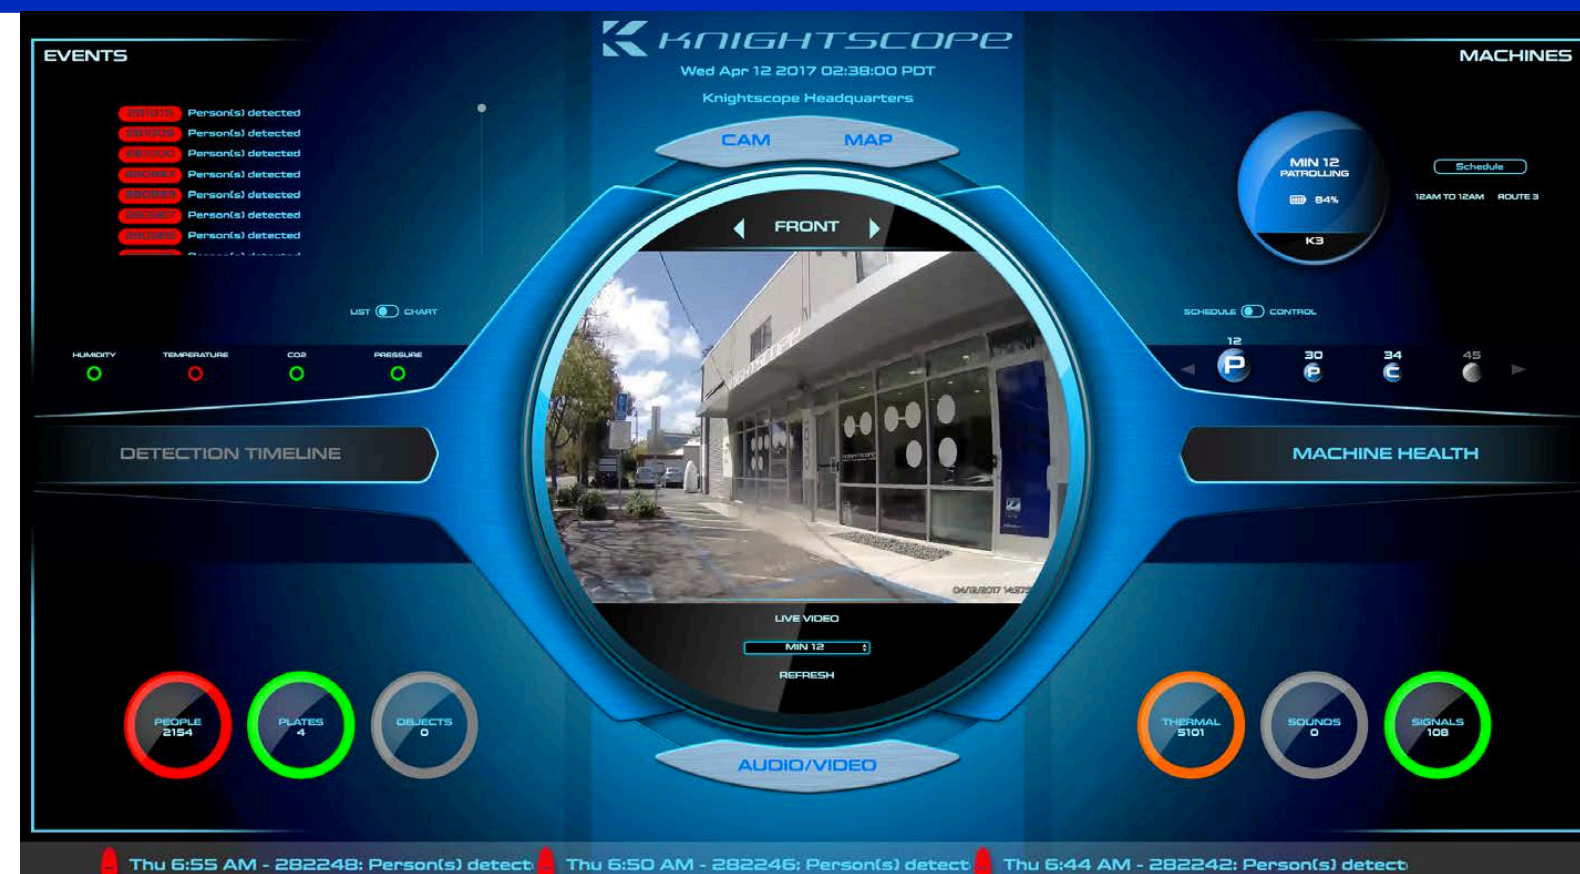 KNIGHTSCOPE
Wed Apr 12 2017 02:38:00 PDT
Knightscope Headquarters
CAM MAP
EVENTS
Person(s) detected
Person(s) detected
Person(s) detected
Person(s) detected
Person(s) detected
Person(s) detected
Person(s) detected
LIST CHART
HUMIDITY TEMPERATURE CO2 PRESSURE
DETECTION TIMELINE
PEOPLE
2154
PLATES
4
OBJECTS
0
FRONT
KNIGHTSCOPE
LIVE VIDEO
MIN 12
REFRESH
AUDIO/VIDEO
MACHINES
MIN 12
PATROLLING
84%
K3
Schedule
12AM TO 12AM ROUTE 3
SCHEDULE CONTROL
12 30 34 45
P P C
MACHINE HEALTH
THERMAL
5101
SOUNDS
0
SIGNALS
108
Thu 6:55 AM - 282248: Person(s) detect
Thu 6:50 AM - 282246: Person(s) detect
Thu 6:44 AM - 282242: Person(s) detect